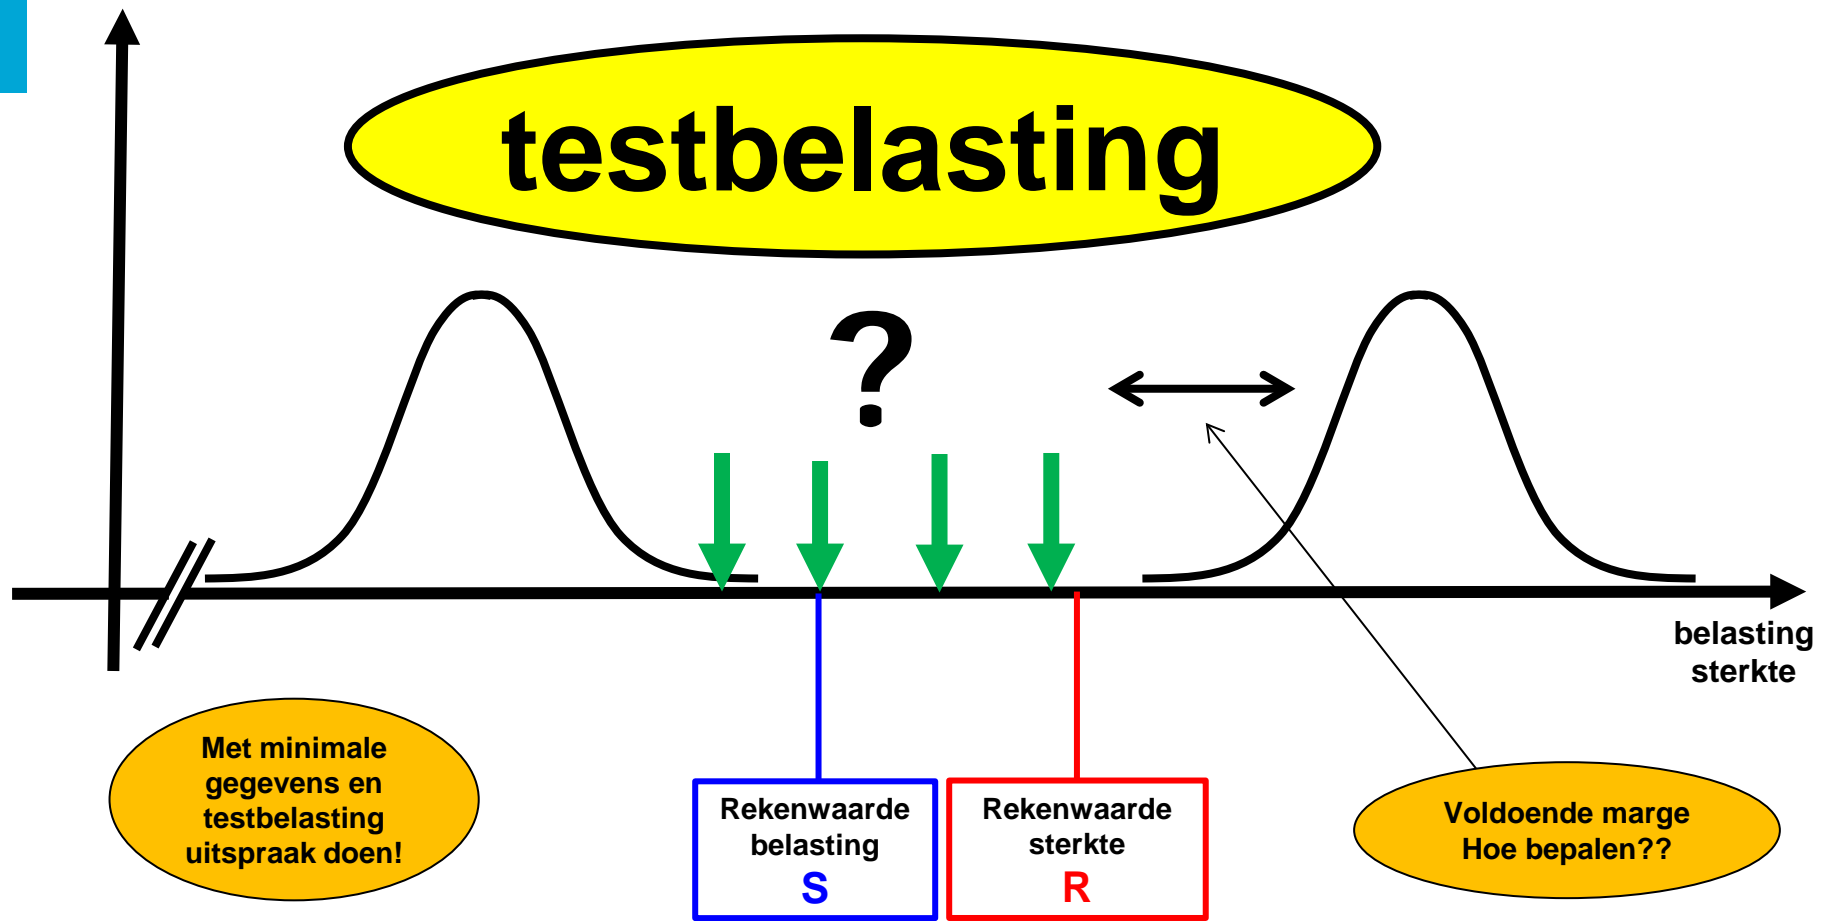 testbelasting
?
belasting
sterkte
Met minimale
gegevens en
testbelasting
uitspraak doen!
Rekenwaarde
belasting
S
Rekenwaarde
sterkte
R
Voldoende marge
Hoe bepalen??